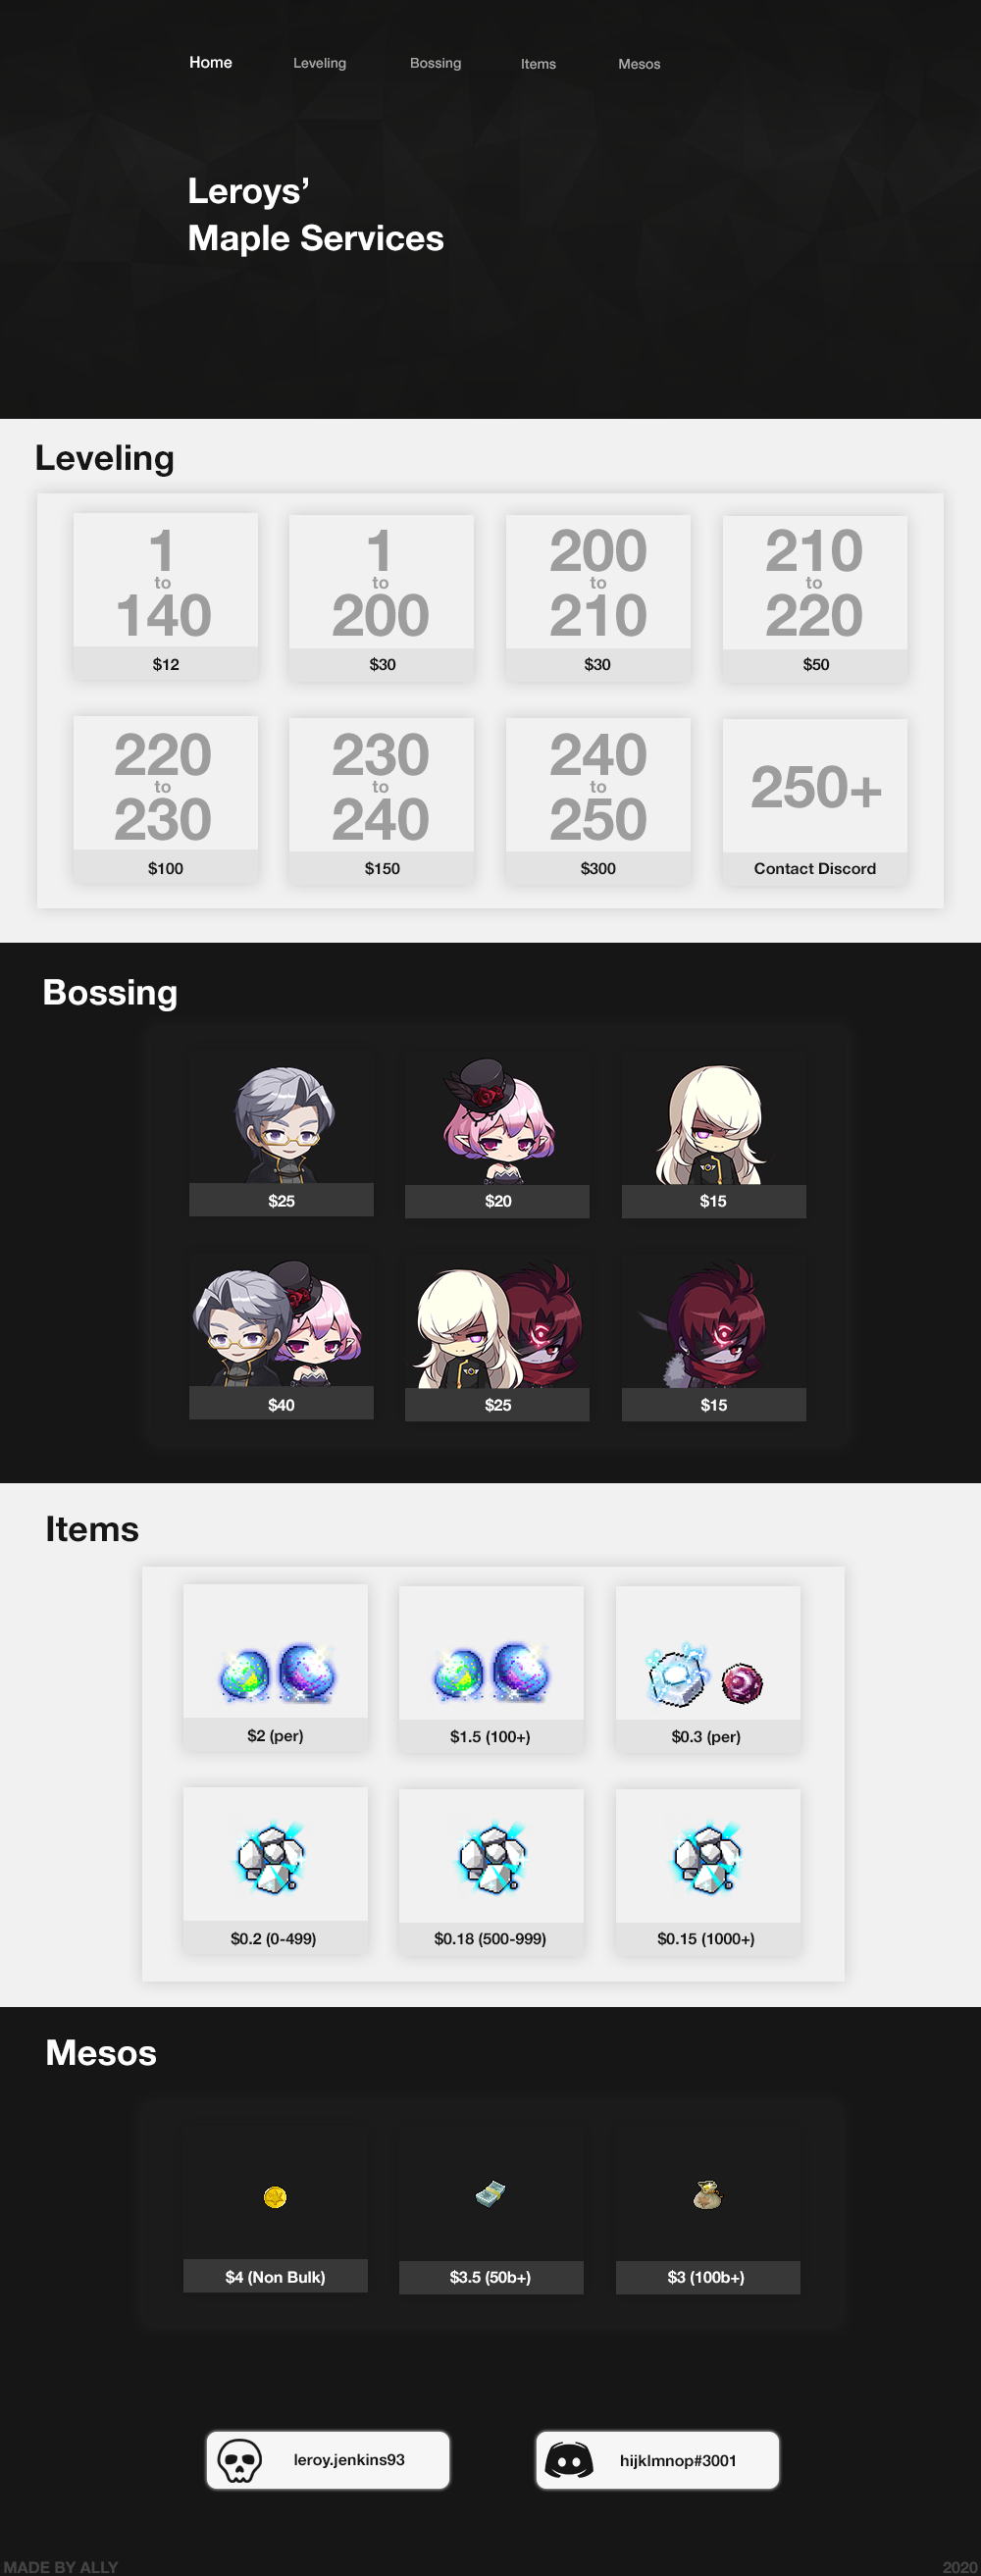 Home Leveling Bossing Items Mesos
Leroys’
Maple Services
Leveling
1 1 200 210
to to to to
140 200 210 220
$12 $30 $30 $50
220 230 240 250+
to to to
230 240 250
$100 $150 $300 Contact Discord
Bossing
$25 $20 $15
$40 $25 $15
Items
$2 (per) $1.5 (100+) $0.3 (per)
$0.2 (0-499) $0.18 (500-999) $0.15 (1000+)
Mesos
$4 (Non Bulk) $3.5 (50b+) $3 (100b+)
leroy.jenkins93 hijklmnop#3001
MADE BY ALLY 2020